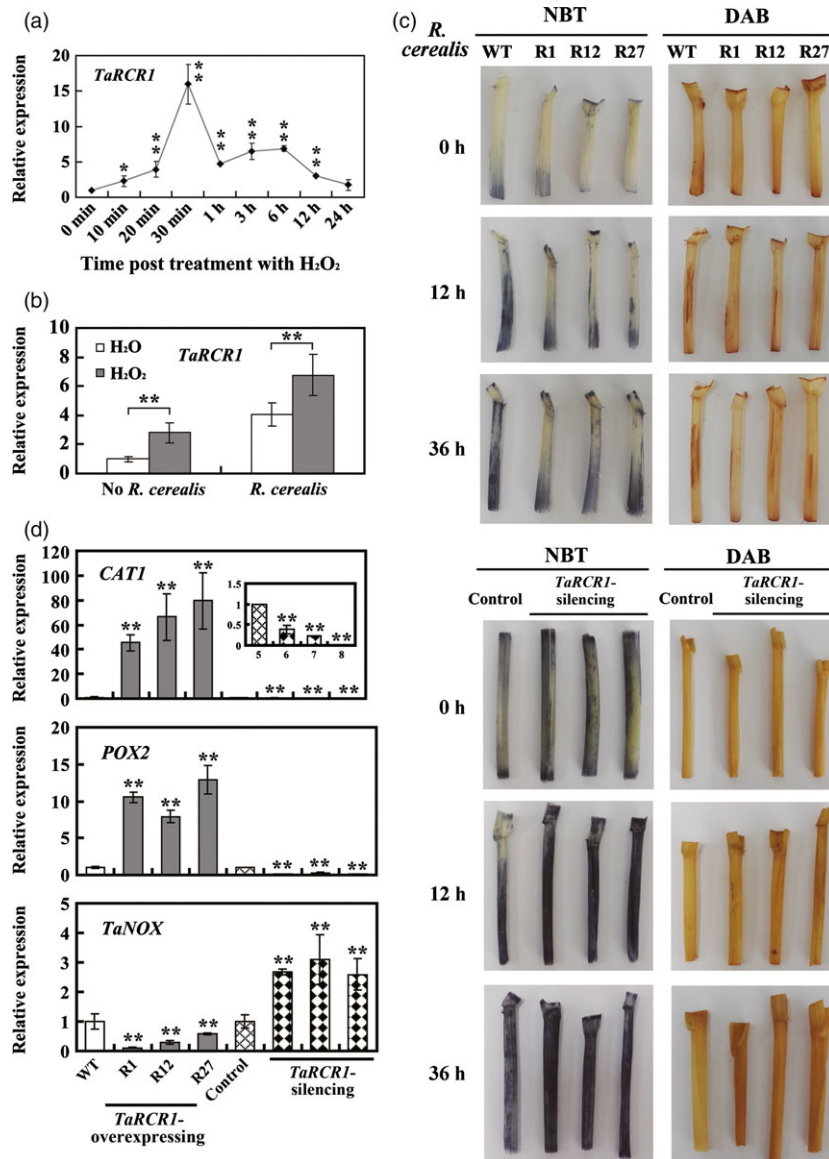 (a)
Relative expression
20
15
10
5
0
TaRCR1
*
**
**
**
**
**
**
0 min
10 min
20 min
30 min
1 h
3 h
6 h
12 h
24 h
Time post treatment with H₂O₂
(b)
Relative expression
10
8
6
4
2
0
H₂O
H₂O₂
TaRCR1
**
**
No R. cerealis
R. cerealis
(d)
Relative expression
120
100
80
60
40
20
0
CAT1
**
**
**
1.5
1
0.5
0
**
**
**
5
6
7
8
**
**
**
Relative expression
20
15
10
5
0
POX2
**
**
**
**
**
**
Relative expression
5
4
3
2
1
0
TaNOX
**
**
**
**
**
**
WT
R1
R12
R27
Control
TaRCR1-
overexpressing
TaRCR1-
silencing
(c)
R.
cerealis
NBT
DAB
WT R1 R12 R27
WT R1 R12 R27
0 h
12 h
36 h
NBT
DAB
Control
TaRCR1-
silencing
Control
TaRCR1-
silencing
0 h
12 h
36 h